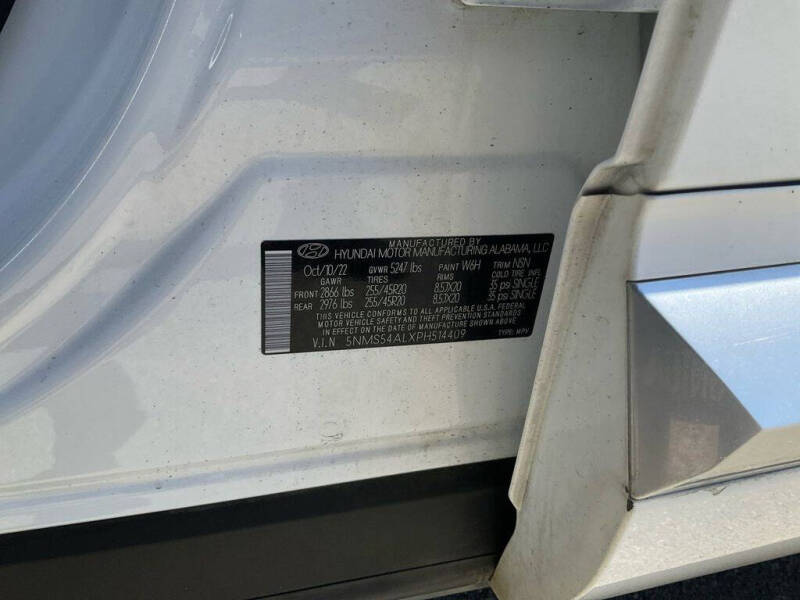 MANUFACTURED BY
HYUNDAI MOTOR MANUFACTURING ALABAMA, LLC
Oct/10/22 GVWR 5247 lbs PAINT W6H TRIM NSN
GAWR TIRES RIMS COLD TIRE INFL
FRONT 2866 lbs 255/45R20 8.5JX20 35 psi SINGLE
REAR 2976 lbs 255/45R20 8.5JX20 35 psi SINGLE
THIS VEHICLE CONFORMS TO ALL APPLICABLE U.S.A. FEDERAL
MOTOR VEHICLE SAFETY AND THEFT PREVENTION STANDARDS
IN EFFECT ON THE DATE OF MANUFACTURE SHOWN ABOVE
V.I.N 5NMS54ALXPH514409 TYPE: MPV